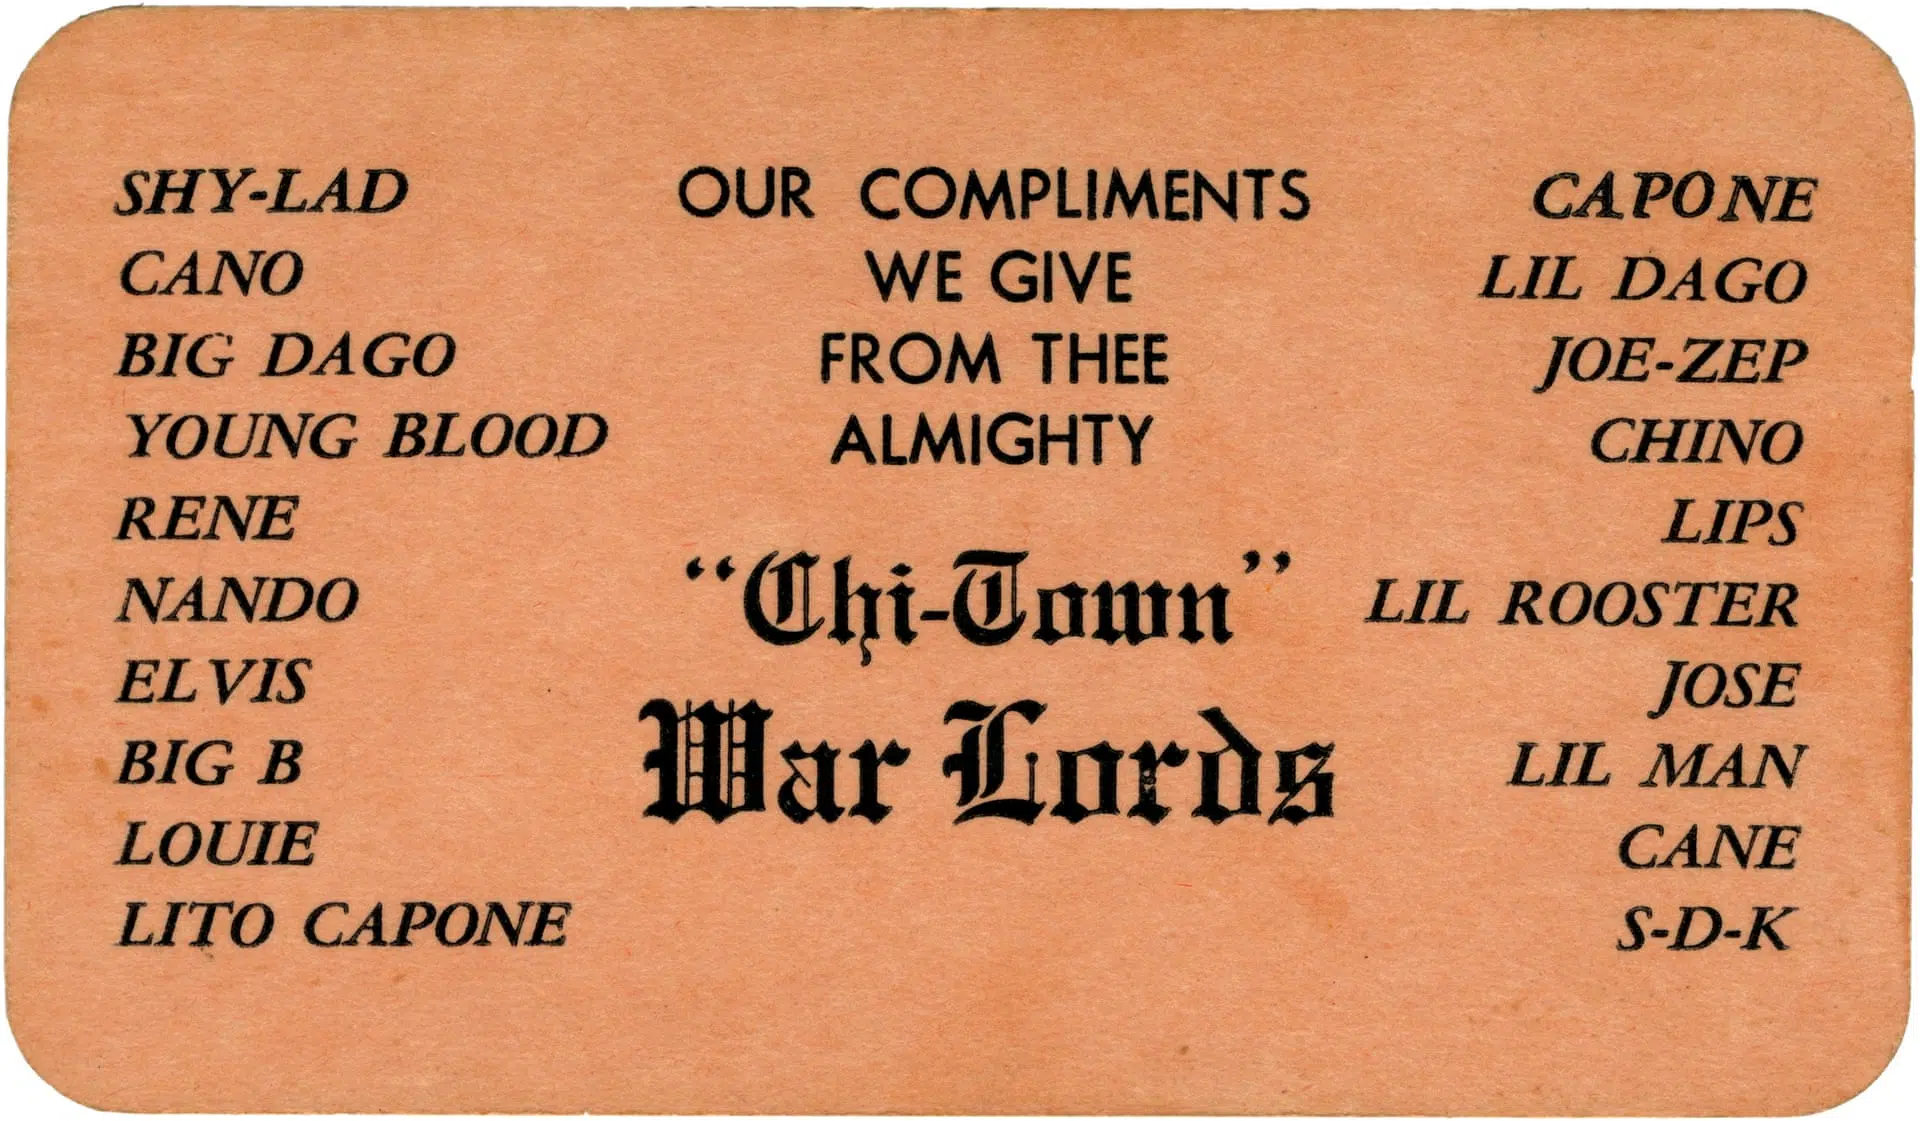 SHY-LAD
CANO
BIG DAGO
YOUNG BLOOD
RENE
NANDO
ELVIS
BIG B
LOUIE
LITO CAPONE
OUR COMPLIMENTS
WE GIVE
FROM THEE
ALMIGHTY
"Chi-Town"
War Lords
CAPONE
LIL DAGO
JOE-ZEP
CHINO
LIPS
LIL ROOSTER
JOSE
LIL MAN
CANE
S-D-K